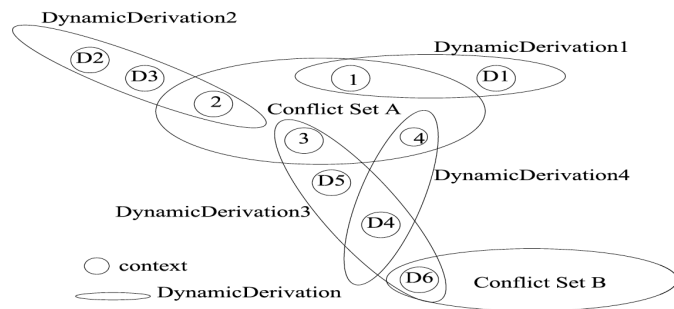 DynamicDerivation2
DynamicDerivation1
D2
D3
1
D1
2
Conflict Set A
3
4
D5
DynamicDerivation4
DynamicDerivation3
D4
context
D6
Conflict Set B
DynamicDerivation